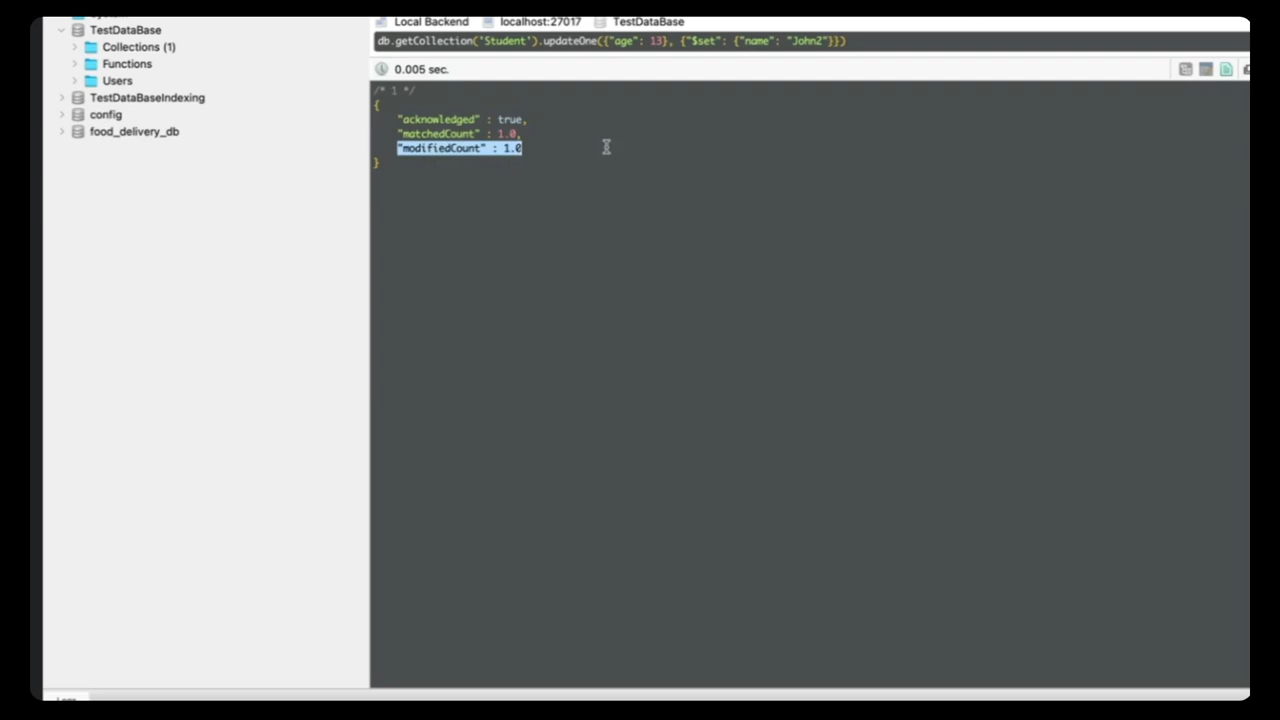 TestDataBase
Collections (1)
Functions
Users
TestDataBaseIndexing
config
food_delivery_db
Local Backend localhost:27017 TestDataBase
db.getCollection('Student').updateOne({"age": 13}, {"$set": {"name": "John2"}})
0.005 sec.
/* 1 */
{
"acknowledged" : true,
"matchedCount" : 1.0,
"modifiedCount" : 1.0
}